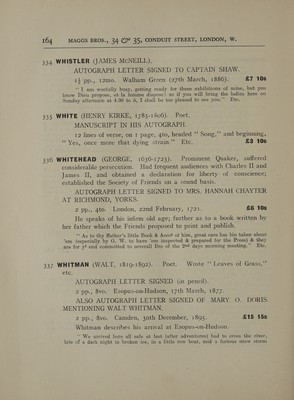 164 MAGGS BROS., 34 & 35, CONDUIT STREET, LONDON, W.
334 WHISTLER (JAMES McNEILL).
AUTOGRAPH LETTER SIGNED TO CAPTAIN SHAW.
1½ pp., 12mo. Walham Green (27th March, 1886). £7 10s
" I am woefully busy, getting ready for them exhibitions of mine, but you
know Dam propose, et la femme dispose! so if you will bring the ladies here on
Sunday afternoon at 4.30 to 5, I shall be too pleased to see you." Etc.
335 WHITE (HENRY KIRKE, 1785-1806). Poet.
MANUSCRIPT IN HIS AUTOGRAPH.
12 lines of verse, on 1 page, 4to, headed " Song," and beginning,
" Yes, once more that dying strain." Etc. £3 10s
336 WHITEHEAD (GEORGE, 1636-1723). Prominent Quaker, suffered
considerable persecution. Had frequent audiences with Charles II and
James II, and obtained a declaration for liberty of conscience;
established the Society of Friends on a sound basis.
AUTOGRAPH LETTER SIGNED TO MRS. HANNAH CHAYTER
AT RICHMOND, YORKS.
2 pp., 4to. London, 22nd February, 1721. £6 10s
He speaks of his infirm old age; further as to a book written by
her father which the Friends proposed to print and publish.
" As to thy ffather's little Book & Ancr͏t of him, great care has bin taken about
'em (especially by G. W. to have 'em inspected & prepared for the Press) & they
are for yͤ and committed to severall ffds of the 2nd days morning meeting." Etc.
337 WHITMAN (WALT, 1819-1892). Poet. Wrote " Leaves of Grass,"
etc.
AUTOGRAPH LETTER SIGNED (in pencil).
2 pp., 8vo. Esopus-on-Hudson, 17th March, 1877.
ALSO AUTOGRAPH LETTER SIGNED OF MARY O. DORIS
MENTIONING WALT WHITMAN.
2 pp., 8vo. Camden, 30th December, 1895. £15 15s
Whitman describes his arrival at Esopus-on-Hudson.
" We arrived here all safe at last (after adventures) had to cross the river,
lots of a dark night in broken ice, in a little row boat, and a furious snow storm